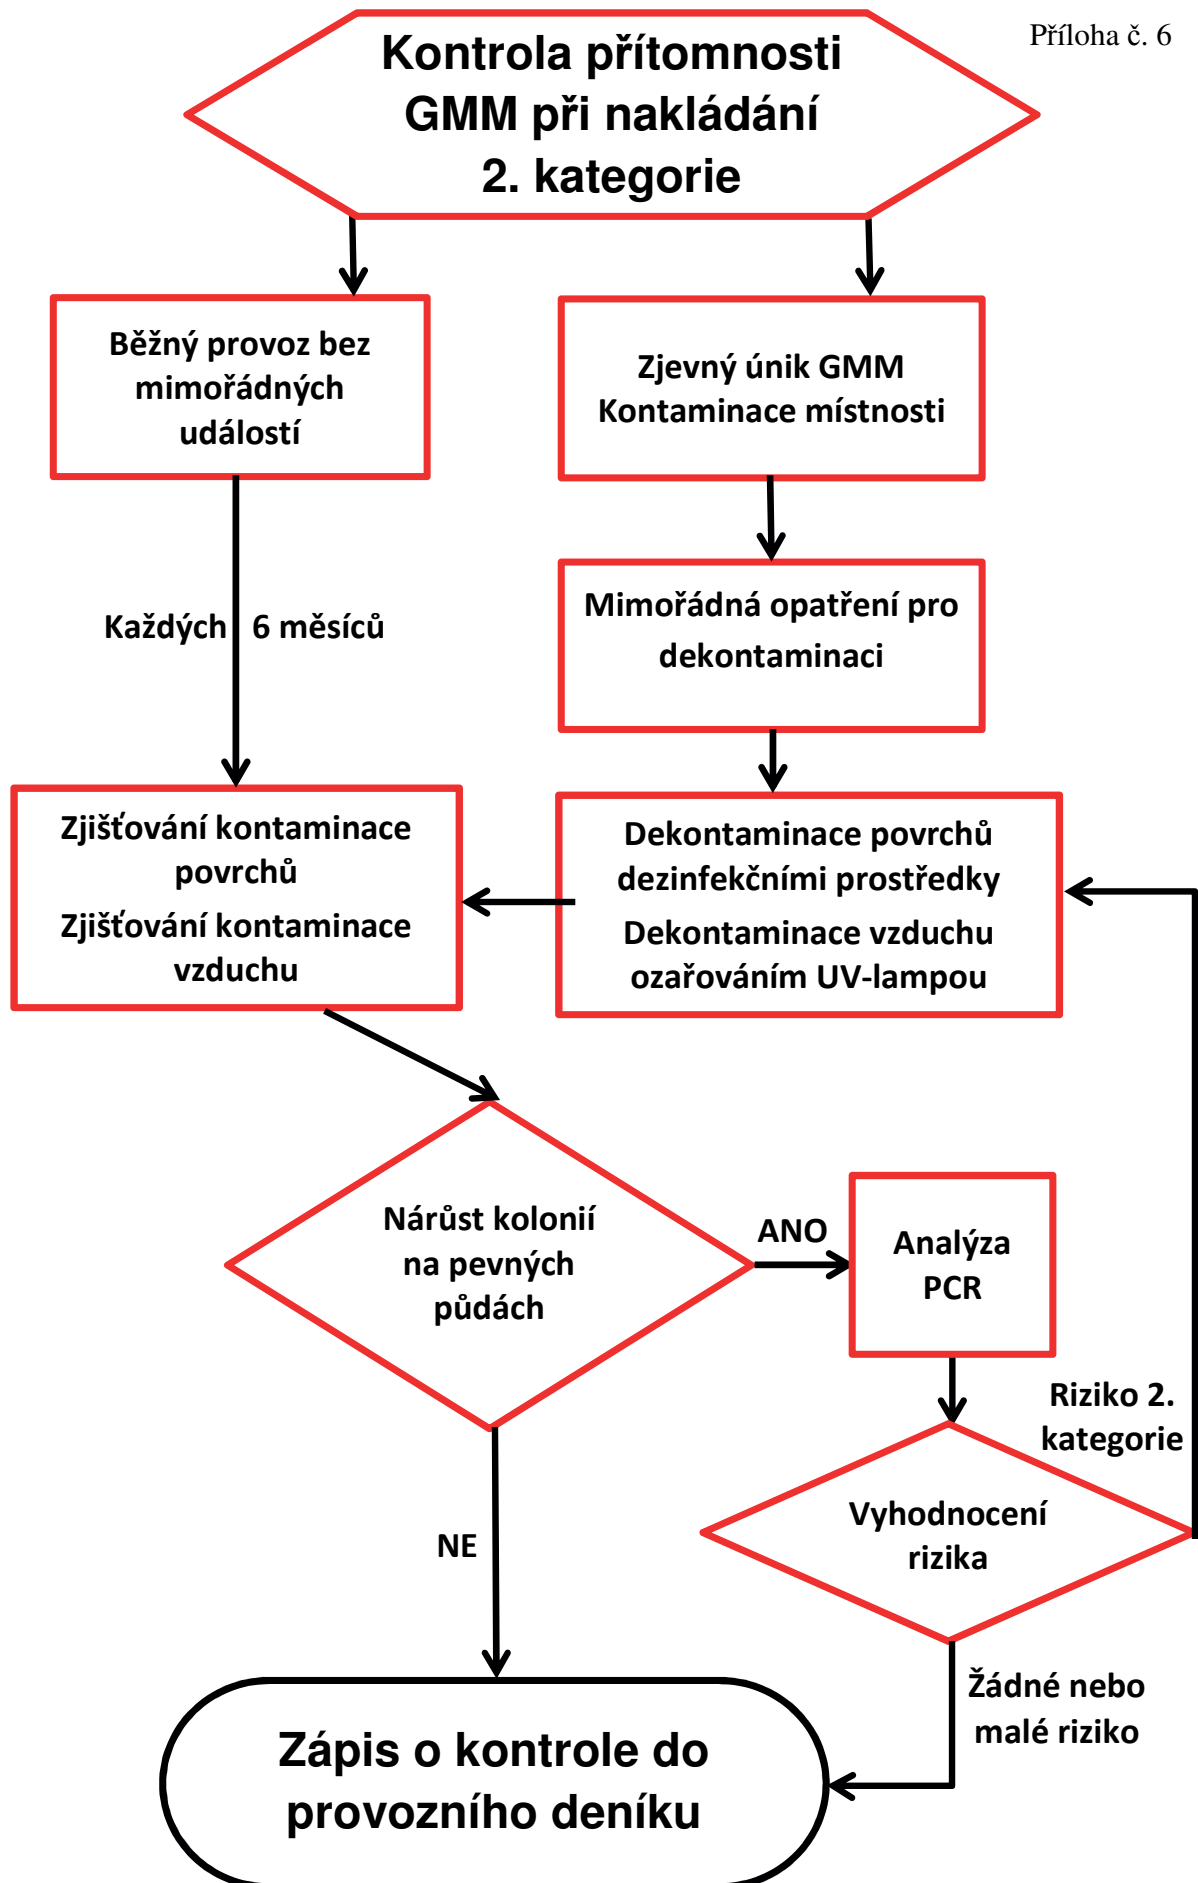 Příloha č. 6
Kontrola přítomnosti
GMM při nakládání
2. kategorie
Běžný provoz bez
mimořádných
událostí
Zjevný únik GMM
Kontaminace místnosti
Každých 6 měsíců
Mimořádná opatření pro
dekontaminaci
Zjišťování kontaminace
povrchů
Zjišťování kontaminace
vzduchu
Dekontaminace povrchů
dezinfekčními prostředky
Dekontaminace vzduchu
ozařováním UV-lampou
Nárůst kolonií
na pevných
půdách
ANO
Analýza
PCR
Riziko 2.
kategorie
Vyhodnocení
rizika
NE
Žádné nebo
malé riziko
Zápis o kontrole do
provozního deníku